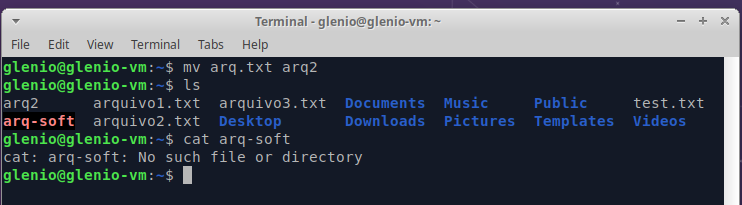 Terminal - glenio@glenio-vm: ~
File Edit View Terminal Tabs Help
glenio@glenio-vm:~$ mv arq.txt arq2
glenio@glenio-vm:~$ ls
arq2 arquivo1.txt arquivo3.txt Documents Music Public test.txt
arq-soft arquivo2.txt Desktop Downloads Pictures Templates Videos
glenio@glenio-vm:~$ cat arq-soft
cat: arq-soft: No such file or directory
glenio@glenio-vm:~$